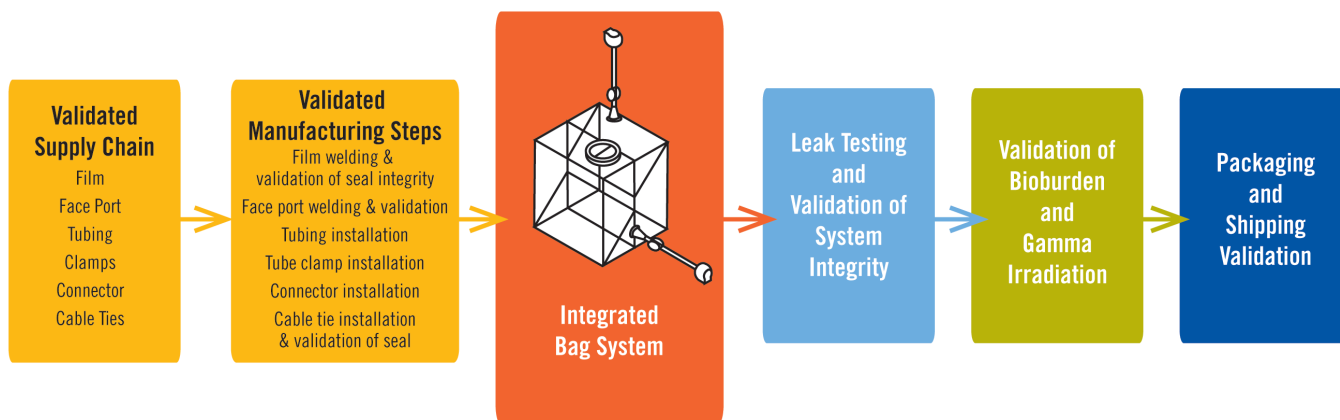 Validated
Supply Chain
Film
Face Port
Tubing
Clamps
Connector
Cable Ties
Validated
Manufacturing Steps
Film welding &
validation of seal integrity
Face port welding & validation
Tubing installation
Tube clamp installation
Connector installation
Cable tie installation
& validation of seal
Integrated
Bag System
Leak Testing
and
Validation of
System
Integrity
Validation of
Bioburden
and
Gamma
Irradiation
Packaging
and
Shipping
Validation